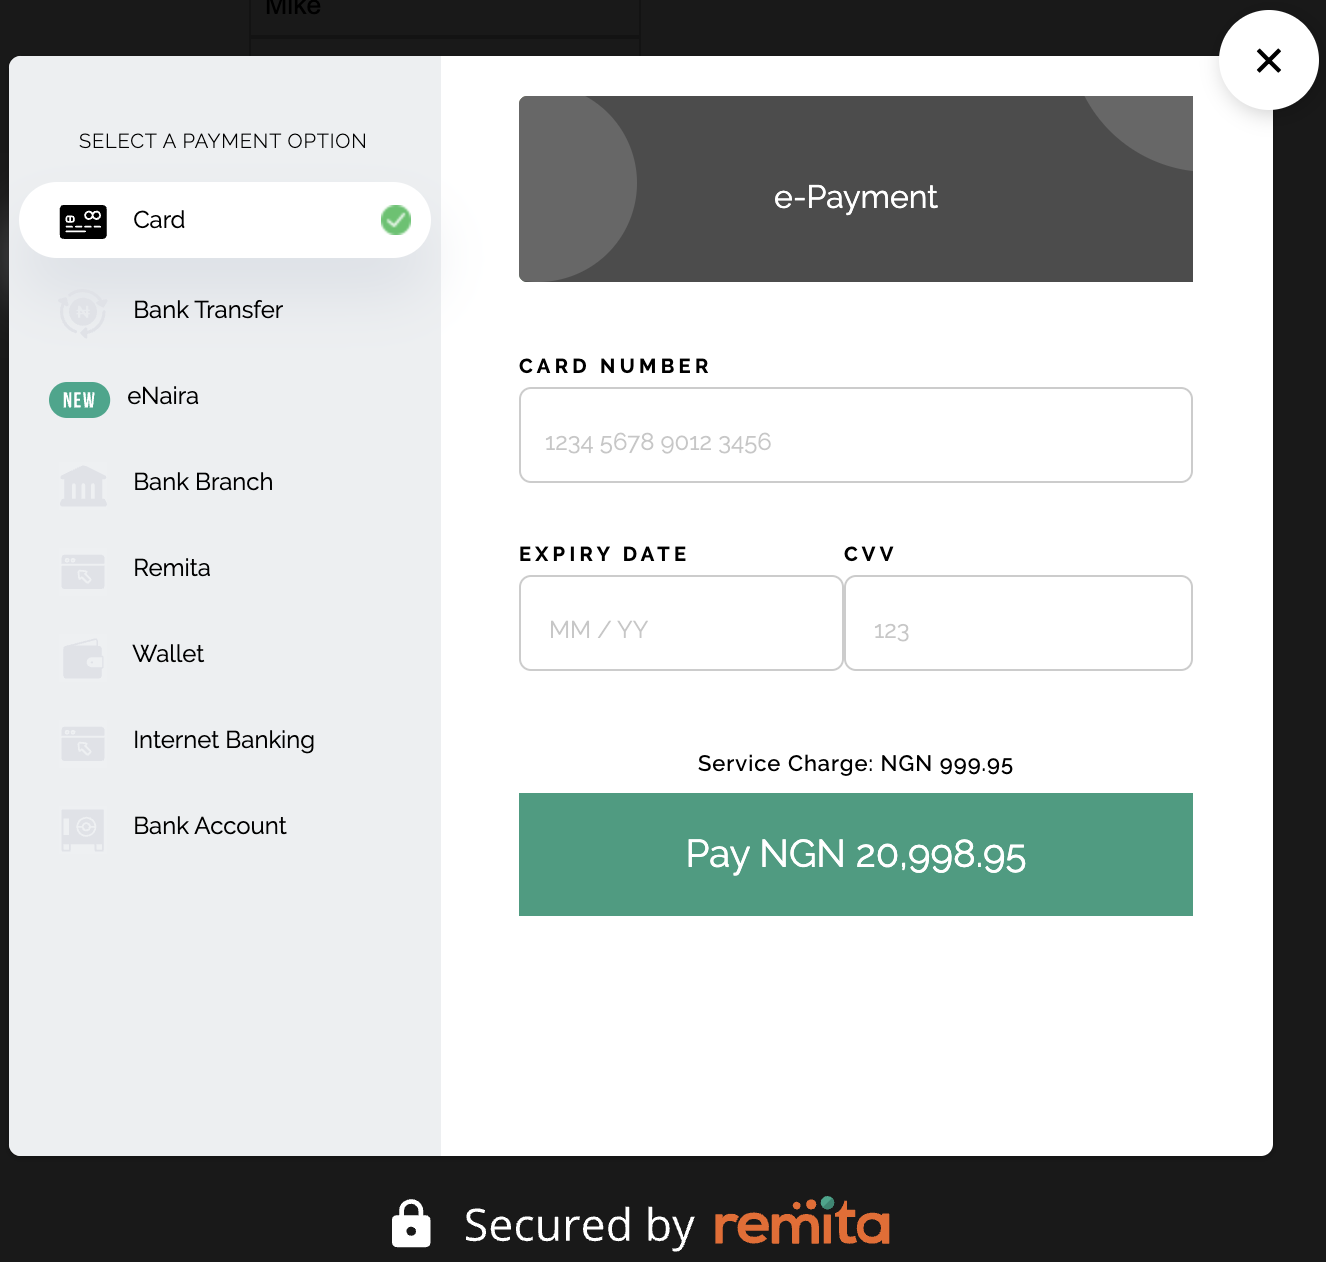 Mike
SELECT A PAYMENT OPTION
Card
Bank Transfer
NEW eNaira
Bank Branch
Remita
Wallet
Internet Banking
Bank Account
e-Payment
CARD NUMBER
1234 5678 9012 3456
EXPIRY DATE
MM / YY
CVV
123
Service Charge: NGN 999.95
Pay NGN 20,998.95
Secured by remita